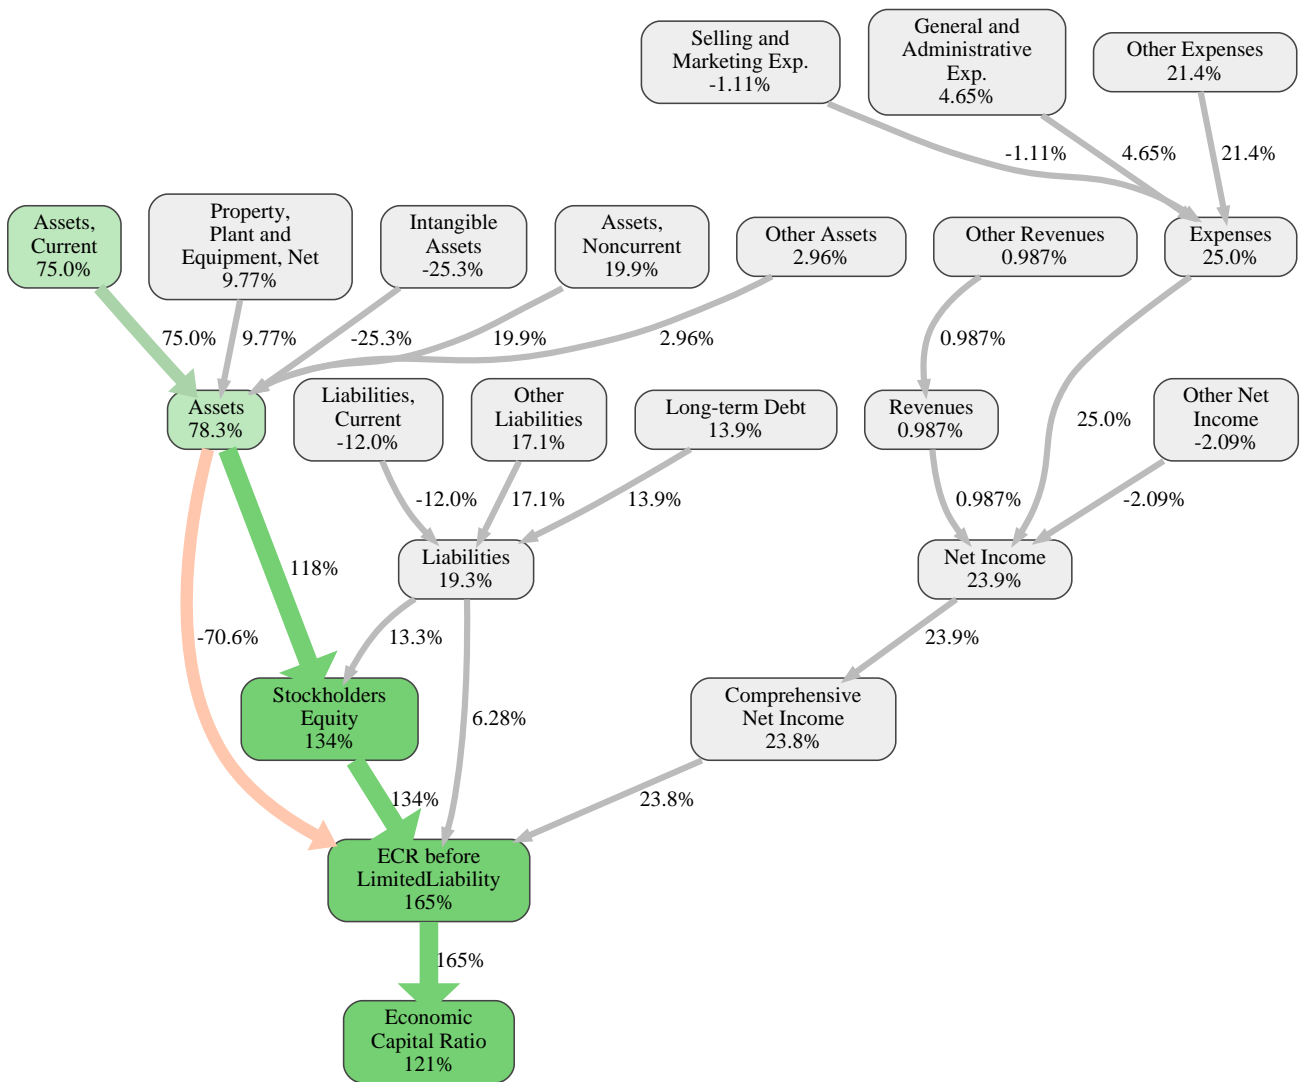 Selling and
Marketing Exp.
-1.11%
General and
Administrative
Exp.
4.65%
Other Expenses
21.4%
-1.11%
4.65%
21.4%
Assets,
Current
75.0%
Property,
Plant and
Equipment, Net
9.77%
Intangible
Assets
-25.3%
Assets,
Noncurrent
19.9%
Other Assets
2.96%
Other Revenues
0.987%
Expenses
25.0%
75.0%
9.77%
-25.3%
19.9%
2.96%
0.987%
25.0%
Assets
78.3%
Liabilities,
Current
-12.0%
Other
Liabilities
17.1%
Long-term Debt
13.9%
Revenues
0.987%
Other Net
Income
-2.09%
-12.0%
17.1%
13.9%
0.987%
-2.09%
118%
Liabilities
19.3%
Net Income
23.9%
-70.6%
13.3%
23.9%
Stockholders
Equity
134%
6.28%
Comprehensive
Net Income
23.8%
134%
23.8%
ECR before
LimitedLiability
165%
165%
Economic
Capital Ratio
121%